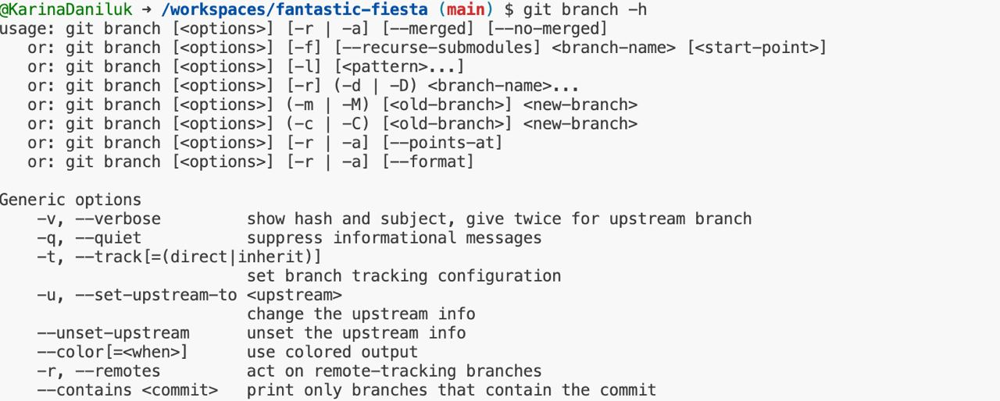 @KarinaDaniluk → /workspaces/fantastic-fiesta (main) $ git branch -h
usage: git branch [<options>] [-r | -a] [--merged] [--no-merged]
   or: git branch [<options>] [-f] [--recurse-submodules] <branch-name> [<start-point>]
   or: git branch [<options>] [-l] [<pattern>...]
   or: git branch [<options>] [-r] (-d | -D) <branch-name>...
   or: git branch [<options>] (-m | -M) [<old-branch>] <new-branch>
   or: git branch [<options>] (-c | -C) [<old-branch>] <new-branch>
   or: git branch [<options>] [-r | -a] [--points-at]
   or: git branch [<options>] [-r | -a] [--format]

Generic options
    -v, --verbose         show hash and subject, give twice for upstream branch
    -q, --quiet           suppress informational messages
    -t, --track[=(direct|inherit)]
                          set branch tracking configuration
    -u, --set-upstream-to <upstream>
                          change the upstream info
    --unset-upstream      unset the upstream info
    --color[=<when>]      use colored output
    -r, --remotes         act on remote-tracking branches
    --contains <commit>   print only branches that contain the commit